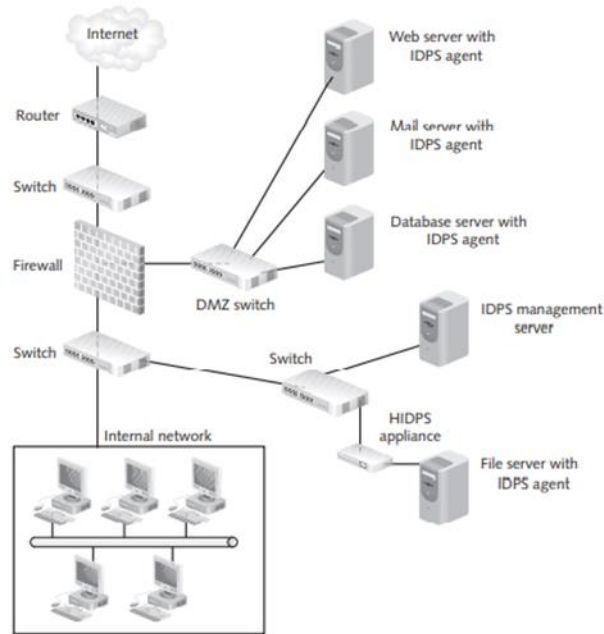 Internet
Web server with
IDPS agent
Router
Mail server with
IDPS agent
Switch
Database server with
IDPS agent
Firewall
DMZ switch
IDPS management
server
Switch
Switch
HIDPS
appliance
Internal network
File server with
IDPS agent